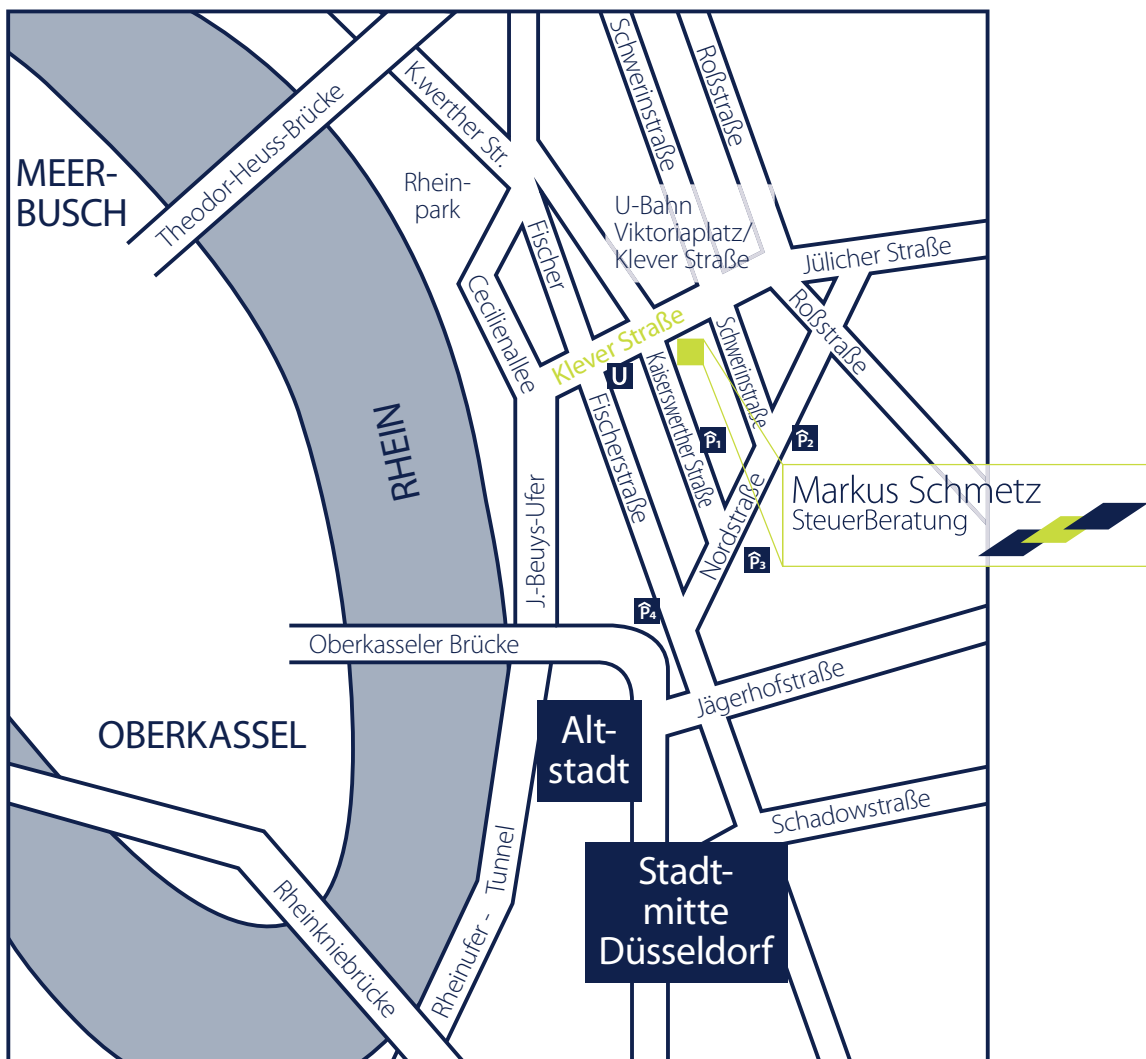 Schwerinstraße
Roßstraße
K.werther Str.
Theodor-Heuss-Brücke
MEER-
BUSCH
Rhein-
park
U-Bahn
Viktoriaplatz/
Klever Straße
Fischer
Jülicher Straße
Cecilienallee
Roßstraße
Klever Straße
Schwerinstraße
U
Kaiserswerther Straße
Fischerstraße
RHEIN
P1
P2
Markus Schmetz
SteuerBeratung
Nordstraße
J.-Beuys-Ufer
P3
P4
Oberkasseler Brücke
Jägerhofstraße
OBERKASSEL
Alt-
stadt
Schadowstraße
Stadt-
mitte
Düsseldorf
Rheinkniebrücke
Rheinufer - Tunnel